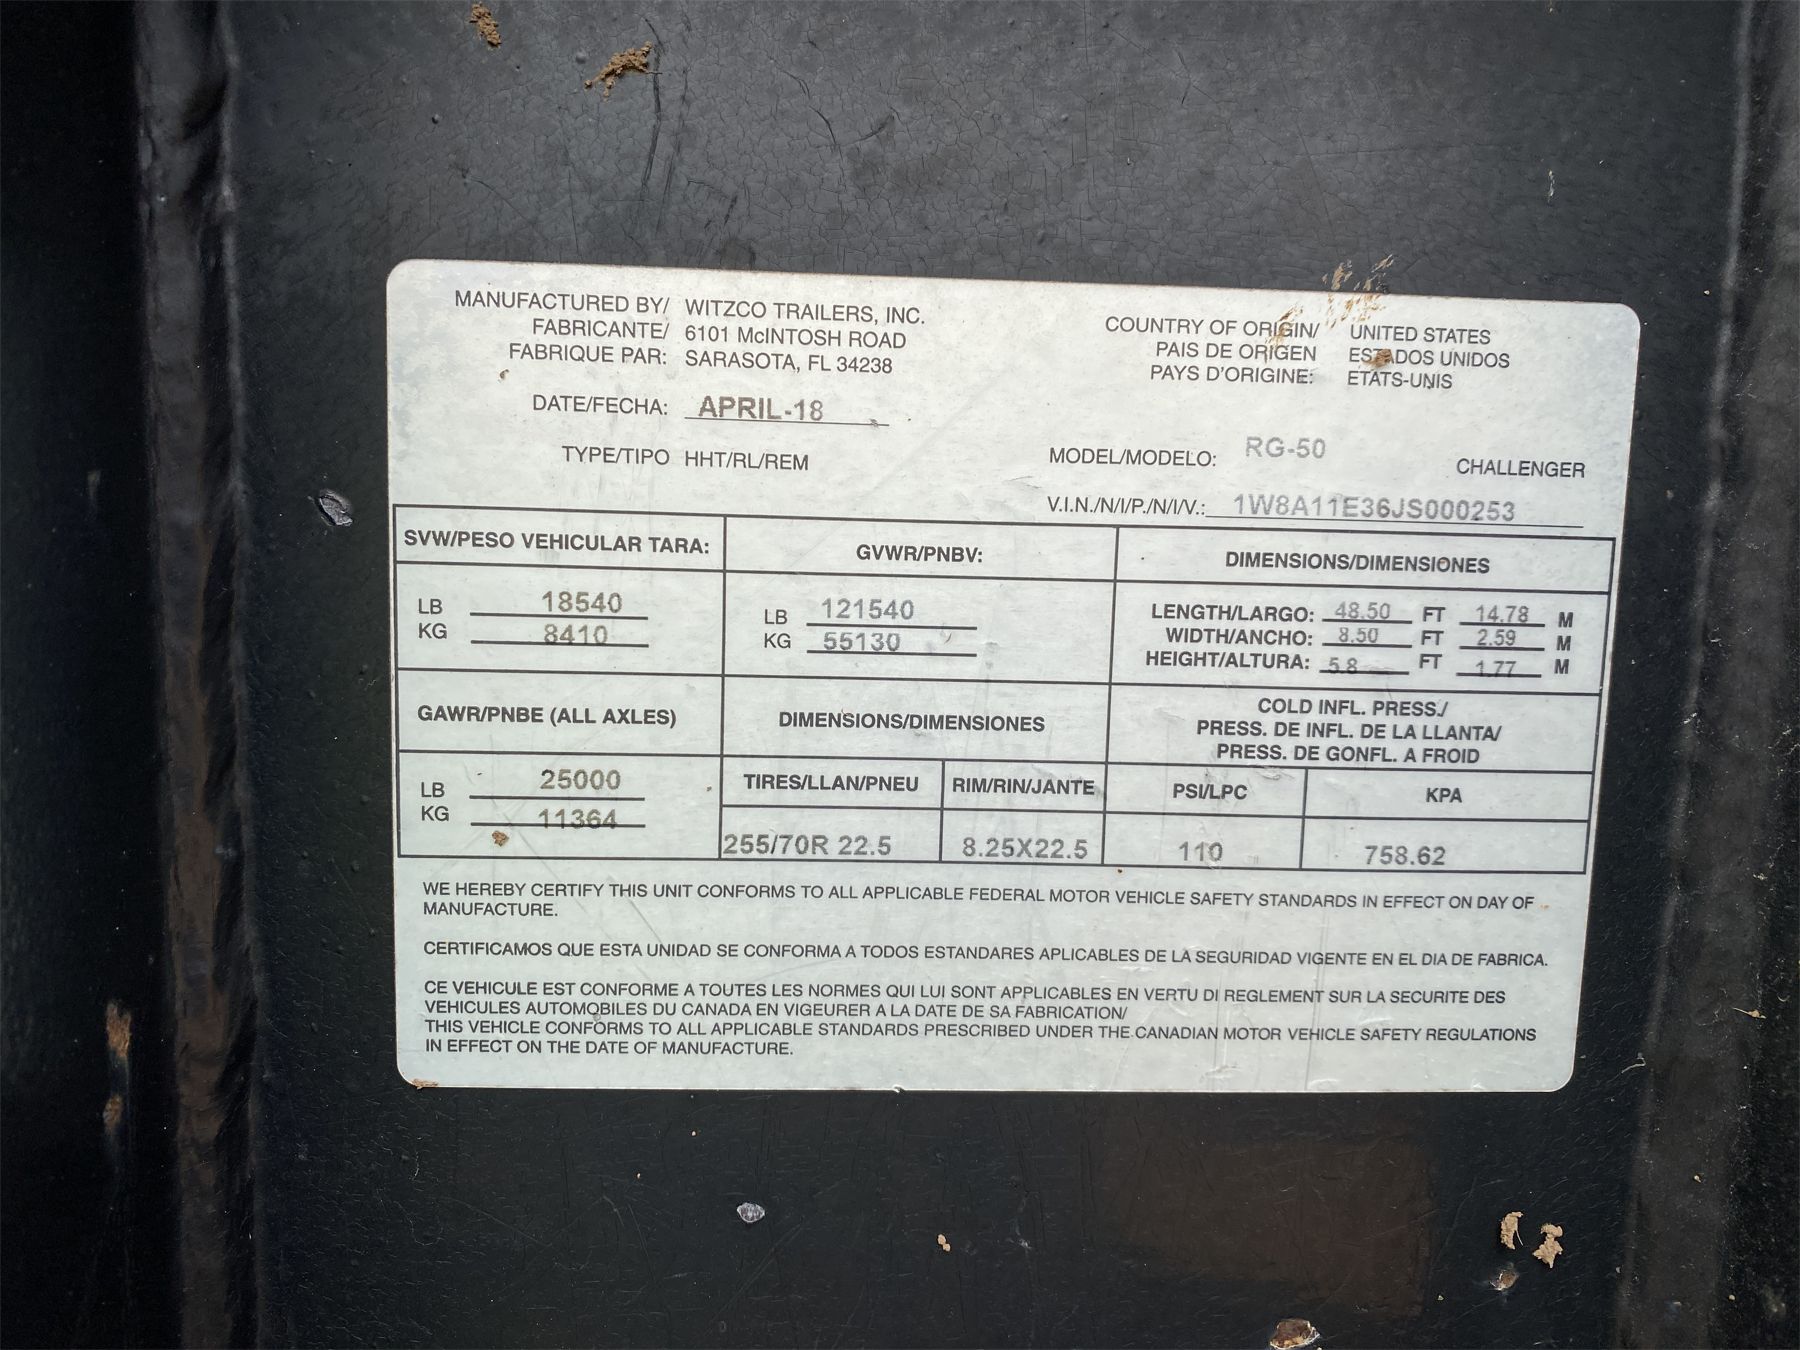 MANUFACTURED BY/ WITZCO TRAILERS, INC.
FABRICANTE/ 6101 McINTOSH ROAD
FABRIQUE PAR: SARASOTA, FL 34238
COUNTRY OF ORIGIN/ UNITED STATES
PAIS DE ORIGEN ESTADOS UNIDOS
PAYS D'ORIGINE: ETATS-UNIS
DATE/FECHA: APRIL-18
TYPE/TIPO HHT/RL/REM
MODEL/MODELO: RG-50 CHALLENGER
V.I.N./N/I/P./N/I/V.: 1W8A11E36JS000253
SVW/PESO VEHICULAR TARA:
LB 18540
KG 8410
GVWR/PNBV:
LB 121540
KG 55130
DIMENSIONS/DIMENSIONES
LENGTH/LARGO: 48.50 FT 14.78 M
WIDTH/ANCHO: 8.50 FT 2.59 M
HEIGHT/ALTURA: 5.8 FT 1.77 M
GAWR/PNBE (ALL AXLES)
LB 25000
KG 11364
DIMENSIONS/DIMENSIONES
TIRES/LLAN/PNEU RIM/RIN/JANTE
255/70R 22.5 8.25X22.5
COLD INFL. PRESS./
PRESS. DE INFL. DE LA LLANTA/
PRESS. DE GONFL. A FROID
PSI/LPC KPA
110 758.62
WE HEREBY CERTIFY THIS UNIT CONFORMS TO ALL APPLICABLE FEDERAL MOTOR VEHICLE SAFETY STANDARDS IN EFFECT ON DAY OF
MANUFACTURE.
CERTIFICAMOS QUE ESTA UNIDAD SE CONFORMA A TODOS ESTANDARES APLICABLES DE LA SEGURIDAD VIGENTE EN EL DIA DE FABRICA.
CE VEHICULE EST CONFORME A TOUTES LES NORMES QUI LUI SONT APPLICABLES EN VERTU DI REGLEMENT SUR LA SECURITE DES
VEHICULES AUTOMOBILES DU CANADA EN VIGEURER A LA DATE DE SA FABRICATION/
THIS VEHICLE CONFORMS TO ALL APPLICABLE STANDARDS PRESCRIBED UNDER THE CANADIAN MOTOR VEHICLE SAFETY REGULATIONS
IN EFFECT ON THE DATE OF MANUFACTURE.